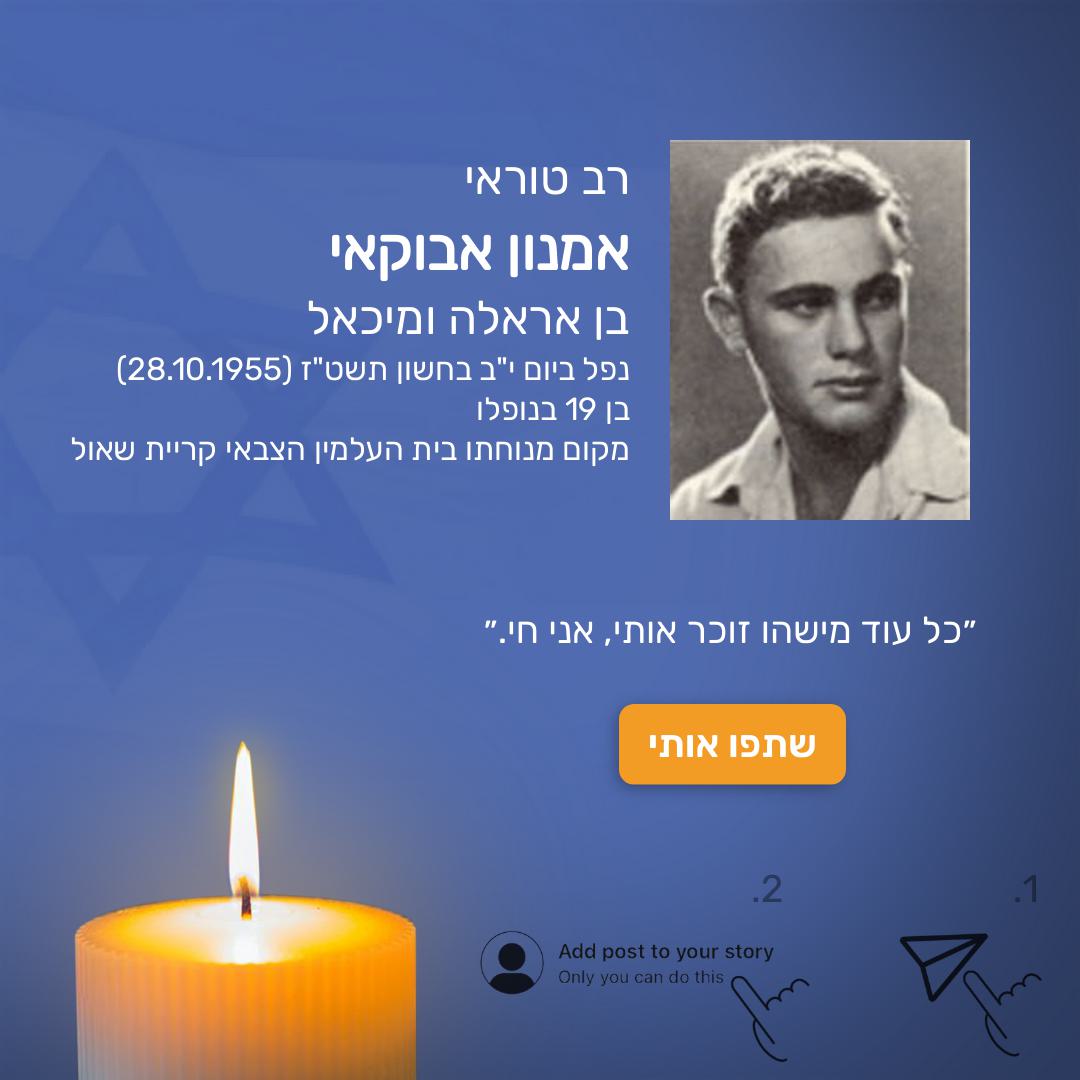 רב טוראי
אמנון אבוקאי
בן אראלה ומיכאל
נפל ביום י"ב בחשון תשט"ז (28.10.1955)
בן 19 בנופלו
מקום מנוחתו בית העלמין הצבאי קריית שאול
״כל עוד מישהו זוכר אותי, אני חי.״
שתפו אותי
1.
2.
Add post to your story
Only you can do this